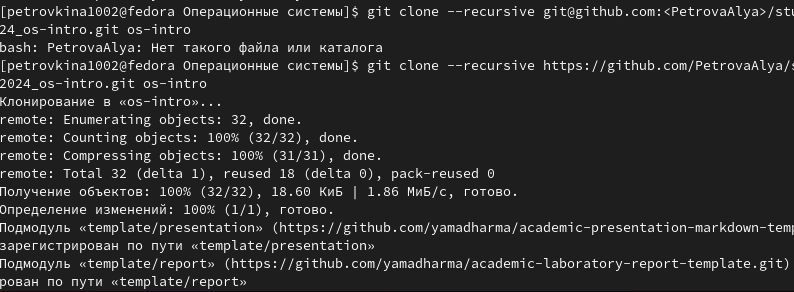 [petrovkina1002@fedora Операционные системы]$ git clone --recursive git@github.com:<PetrovaAlya>/stu
24_os-intro.git os-intro
bash: PetrovaAlya: Нет такого файла или каталога
[petrovkina1002@fedora Операционные системы]$ git clone --recursive https://github.com/PetrovaAlya/s
2024_os-intro.git os-intro
Клонирование в «os-intro»...
remote: Enumerating objects: 32, done.
remote: Counting objects: 100% (32/32), done.
remote: Compressing objects: 100% (31/31), done.
remote: Total 32 (delta 1), reused 18 (delta 0), pack-reused 0
Получение объектов: 100% (32/32), 18.60 КиБ | 1.86 МиБ/с, готово.
Определение изменений: 100% (1/1), готово.
Подмодуль «template/presentation» (https://github.com/yamadharma/academic-presentation-markdown-temp
зарегистрирован по пути «template/presentation»
Подмодуль «template/report» (https://github.com/yamadharma/academic-laboratory-report-template.git)
рован по пути «template/report»